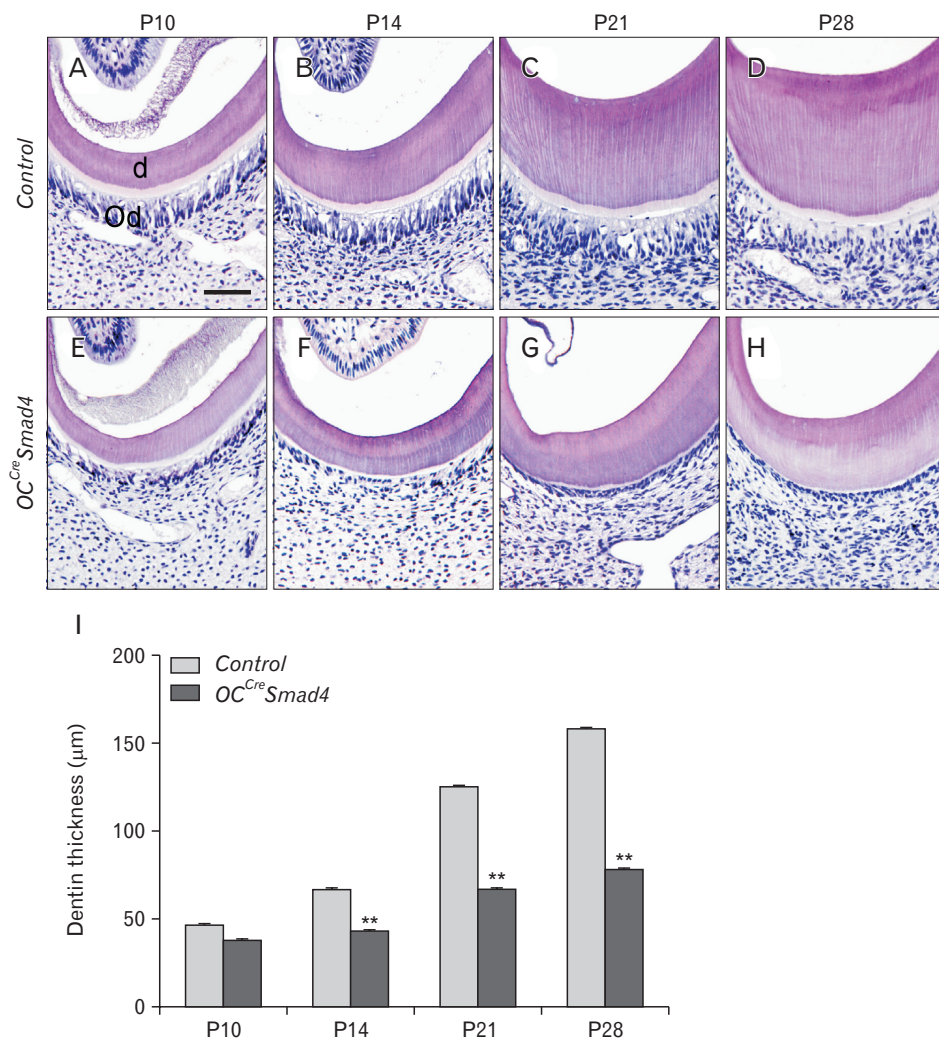 P10 P14 P21 P28
Control
A B C D
d
Od
OC^Cre Smad4
E F G H
I
200
150
100
50
0
Dentin thickness (μm)
Control
OC^Cre Smad4
**
**
**
P10 P14 P21 P28